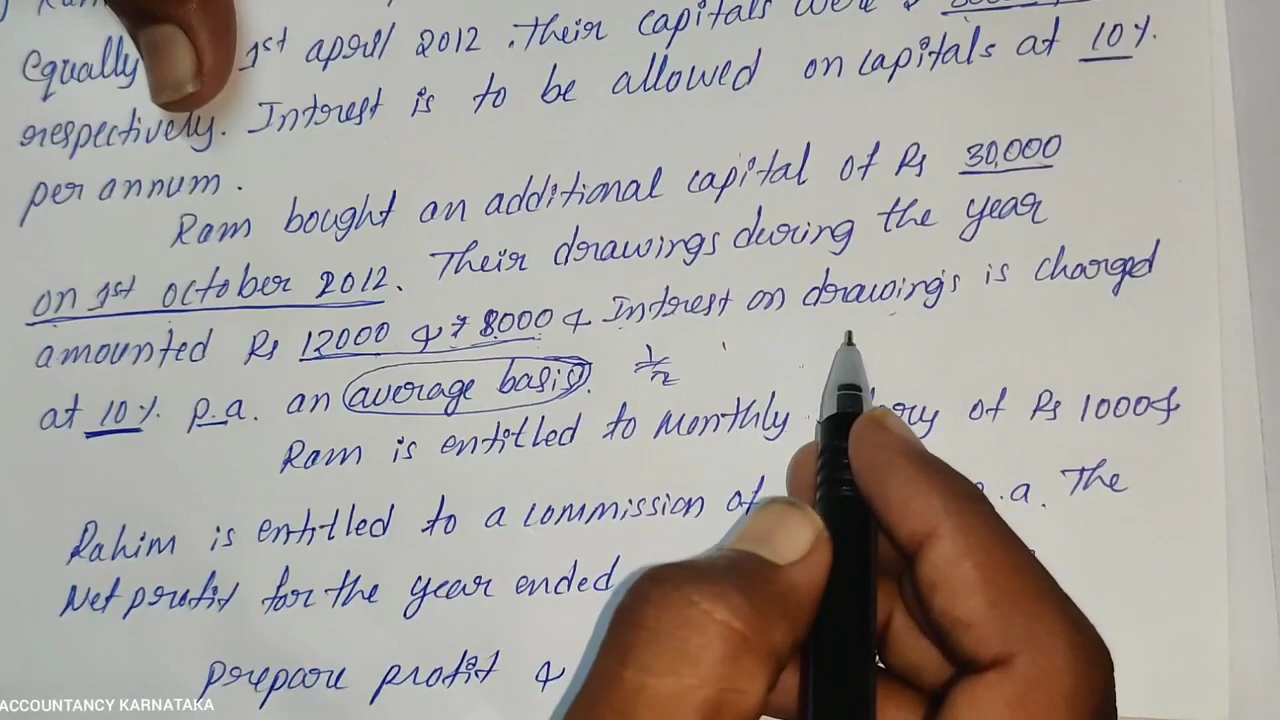 Equally 1st april 2012 . Their capitals were ₹
respectively. Interest is to be allowed on capitals at 10%.
per annum .
Ram bought an additional capital of Rs 30,000
on 1st October 2012. Their drawings during the year
amounted Rs 12000 & ₹ 8000 & Interest on drawings is charged
at 10% p.a. an average basis. 1/2
Ram is entitled to Monthly of Rs 1000 &
Rahim is entitled to a commission of p.a. The
Net profit for the year ended
prepare profit &
ACCOUNTANCY KARNATAKA